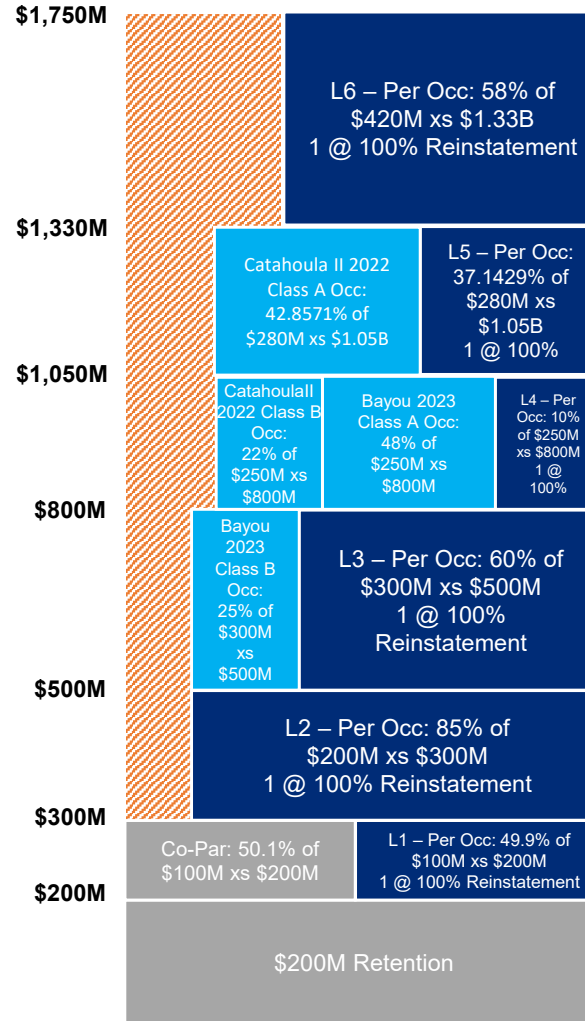 $1,750M
L6 – Per Occ: 58% of
$420M xs $1.33B
1 @ 100% Reinstatement
$1,330M
Catahoula II 2022
Class A Occ:
42.8571% of
$280M xs $1.05B
L5 – Per Occ:
37.1429% of
$280M xs
$1.05B
1 @ 100%
$1,050M
CatahoulaII
2022 Class B
Occ:
22% of
$250M xs
$800M
Bayou 2023
Class A Occ:
48% of
$250M xs
$800M
L4 – Per
Occ: 10%
of $250M
xs $800M
1 @
100%
$800M
Bayou
2023
Class B
Occ:
25% of
$300M
xs
$500M
L3 – Per Occ: 60% of
$300M xs $500M
1 @ 100%
Reinstatement
$500M
L2 – Per Occ: 85% of
$200M xs $300M
1 @ 100% Reinstatement
$300M
Co-Par: 50.1% of
$100M xs $200M
L1 – Per Occ: 49.9% of
$100M xs $200M
1 @ 100% Reinstatement
$200M
$200M Retention